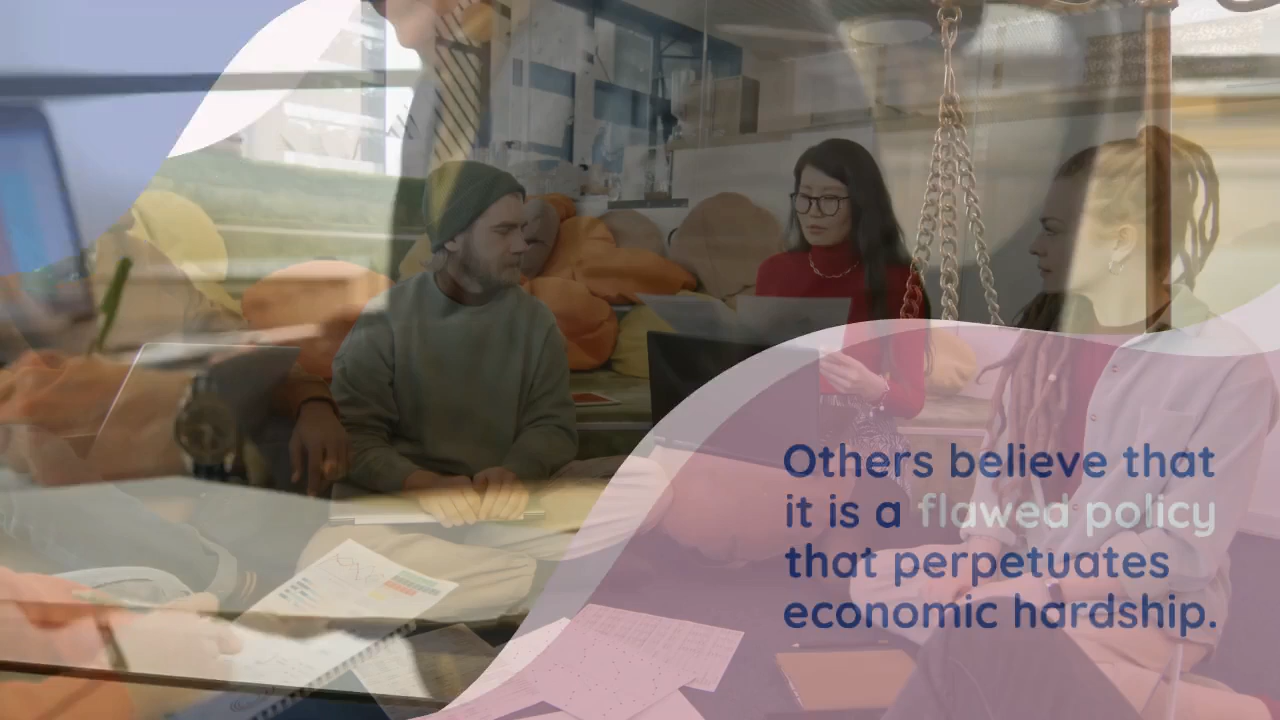 Others believe that
it is a flawed policy
that perpetuates
economic hardship.